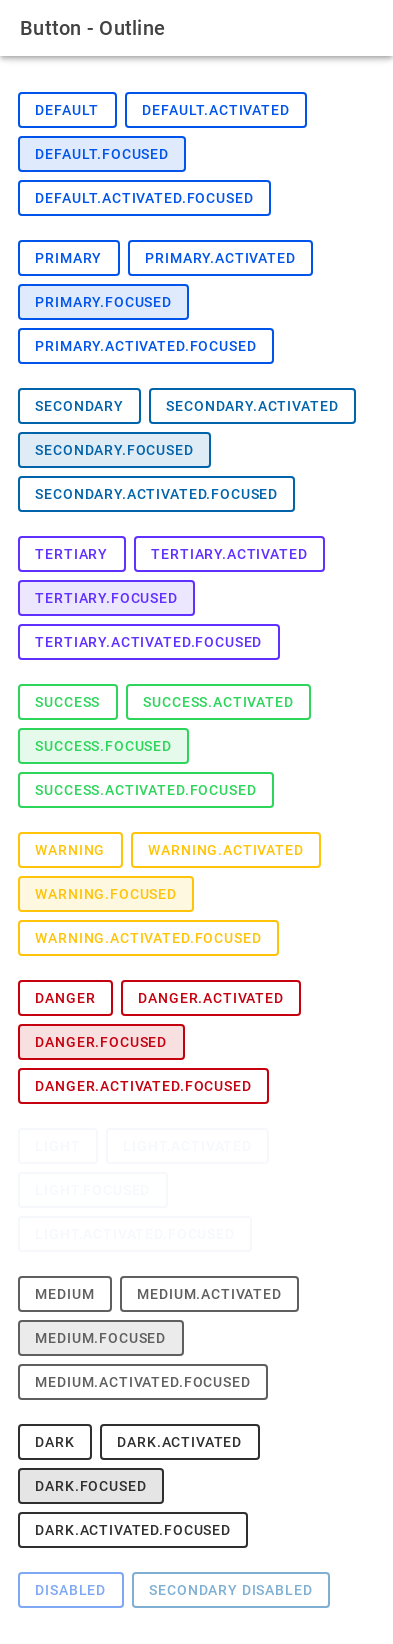 Button - Outline
DEFAULT DEFAULT.ACTIVATED
DEFAULT.FOCUSED
DEFAULT.ACTIVATED.FOCUSED
PRIMARY PRIMARY.ACTIVATED
PRIMARY.FOCUSED
PRIMARY.ACTIVATED.FOCUSED
SECONDARY SECONDARY.ACTIVATED
SECONDARY.FOCUSED
SECONDARY.ACTIVATED.FOCUSED
TERTIARY TERTIARY.ACTIVATED
TERTIARY.FOCUSED
TERTIARY.ACTIVATED.FOCUSED
SUCCESS SUCCESS.ACTIVATED
SUCCESS.FOCUSED
SUCCESS.ACTIVATED.FOCUSED
WARNING WARNING.ACTIVATED
WARNING.FOCUSED
WARNING.ACTIVATED.FOCUSED
DANGER DANGER.ACTIVATED
DANGER.FOCUSED
DANGER.ACTIVATED.FOCUSED
LIGHT LIGHT.ACTIVATED
LIGHT.FOCUSED
LIGHT.ACTIVATED.FOCUSED
MEDIUM MEDIUM.ACTIVATED
MEDIUM.FOCUSED
MEDIUM.ACTIVATED.FOCUSED
DARK DARK.ACTIVATED
DARK.FOCUSED
DARK.ACTIVATED.FOCUSED
DISABLED SECONDARY DISABLED